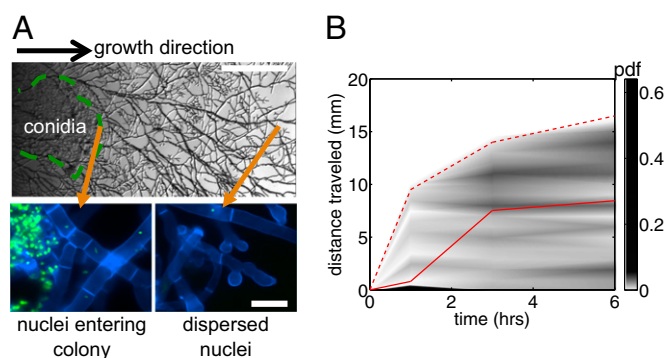 A
growth direction
conidia
nuclei entering
colony
dispersed
nuclei
B
pdf
20
15
10
5
0
distance traveled (mm)
0
2
4
6
time (hrs)
0.6
0.4
0.2
0